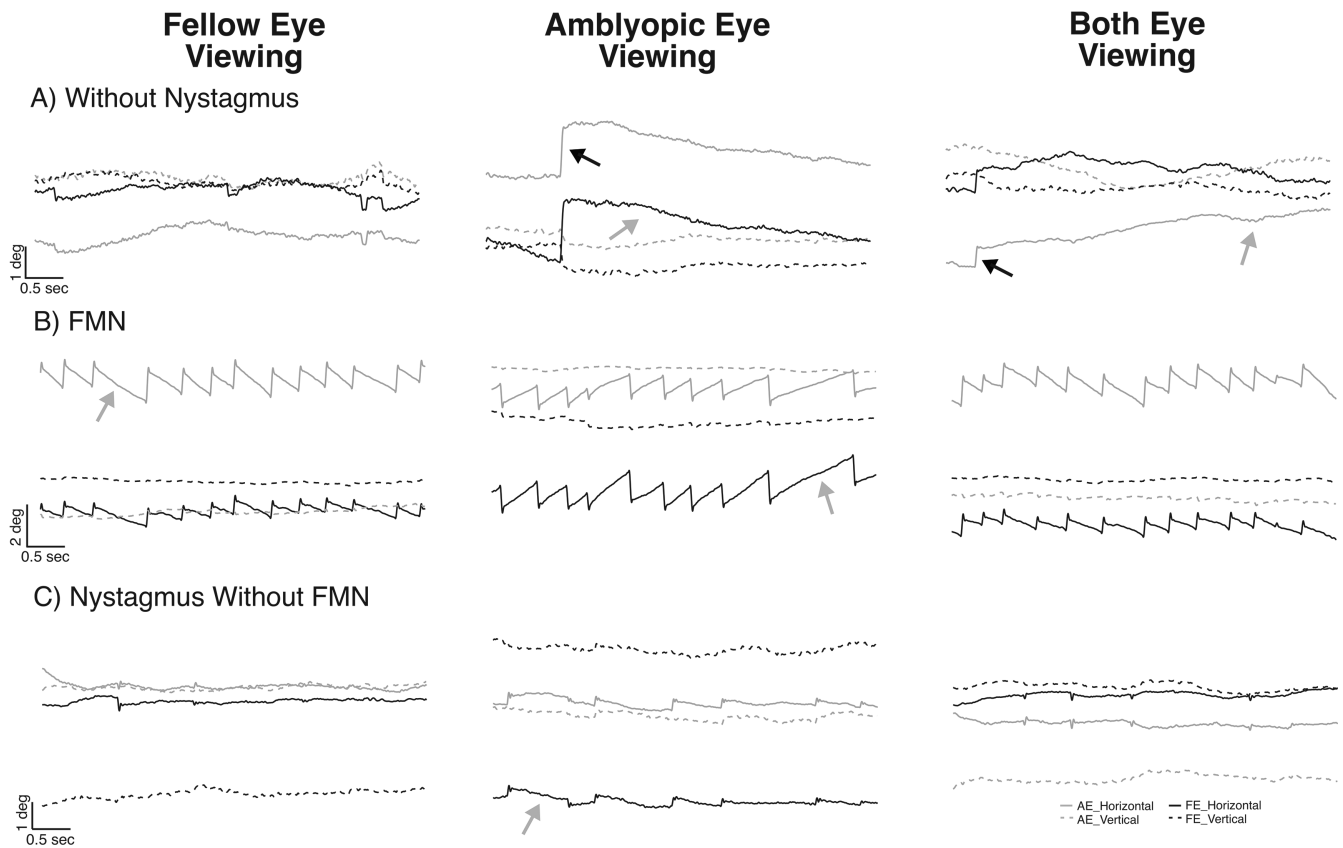 Fellow Eye
Viewing
Amblyopic Eye
Viewing
Both Eye
Viewing
A) Without Nystagmus
1 deg
0.5 sec
B) FMN
2 deg
0.5 sec
C) Nystagmus Without FMN
1 deg
0.5 sec
AE_Horizontal
FE_Horizontal
AE_Vertical
FE_Vertical